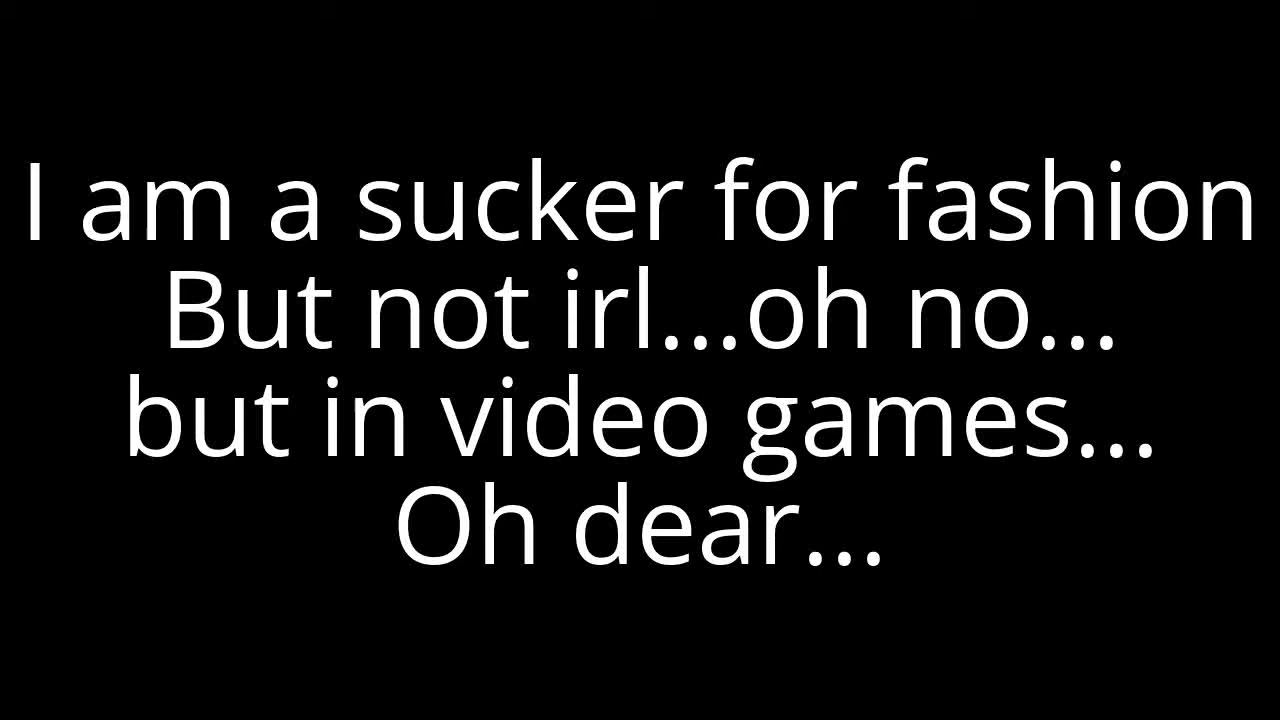 I am a sucker for fashion
But not irl...oh no...
but in video games...
Oh dear...